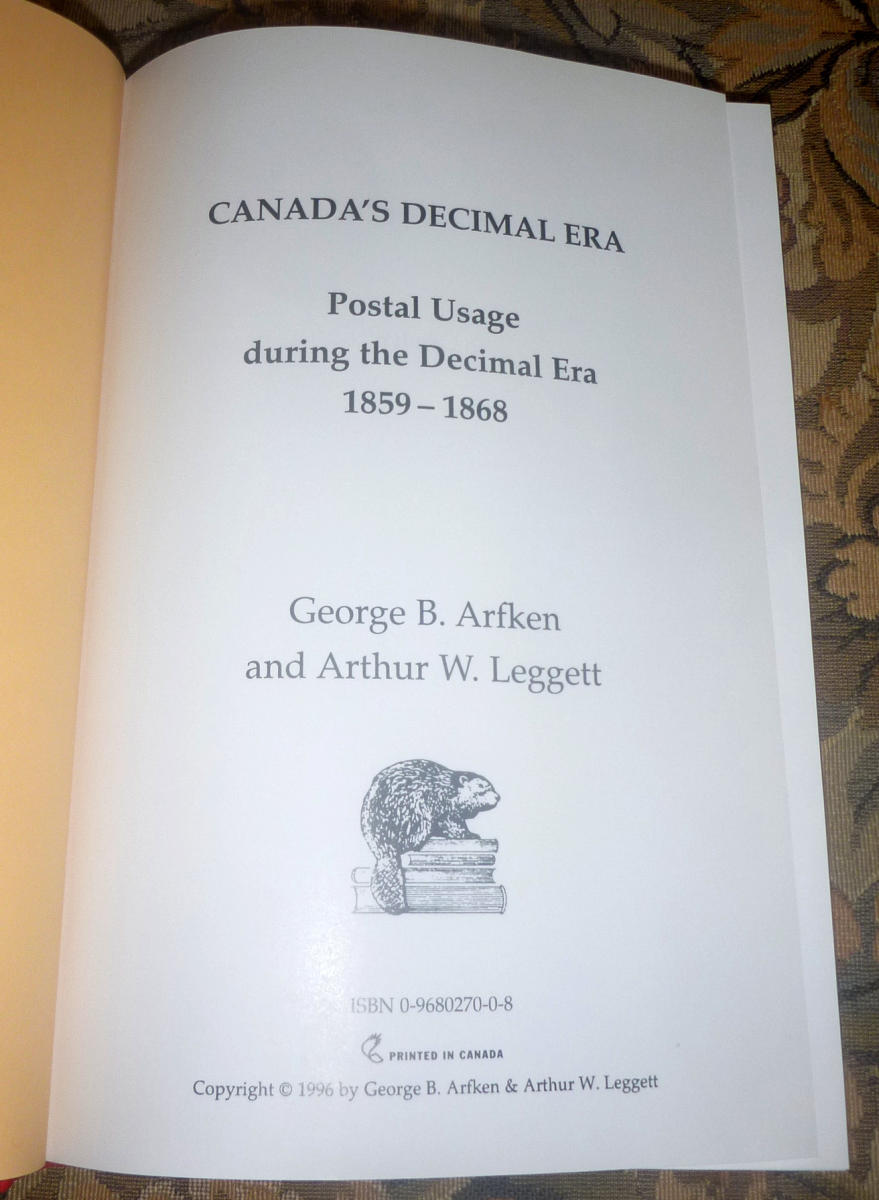 CANADA'S DECIMAL ERA
Postal Usage
during the Decimal Era
1859 – 1868
George B. Arfken
and Arthur W. Leggett
ISBN 0-9680270-0-8
PRINTED IN CANADA
Copyright © 1996 by George B. Arfken & Arthur W. Leggett